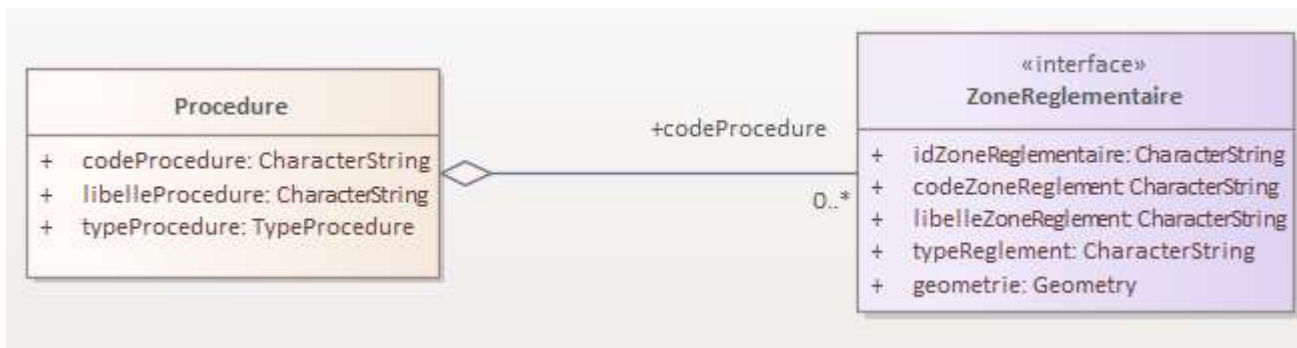 Procedure
+ codeProcedure: CharacterString
+ libelleProcedure: CharacterString
+ typeProcedure: TypeProcedure
+codeProcedure
0..*
«interface»
ZoneReglementaire
+ idZoneReglementaire: CharacterString
+ codeZoneReglement: CharacterString
+ libelleZoneReglement: CharacterString
+ typeReglement: CharacterString
+ geometrie: Geometry